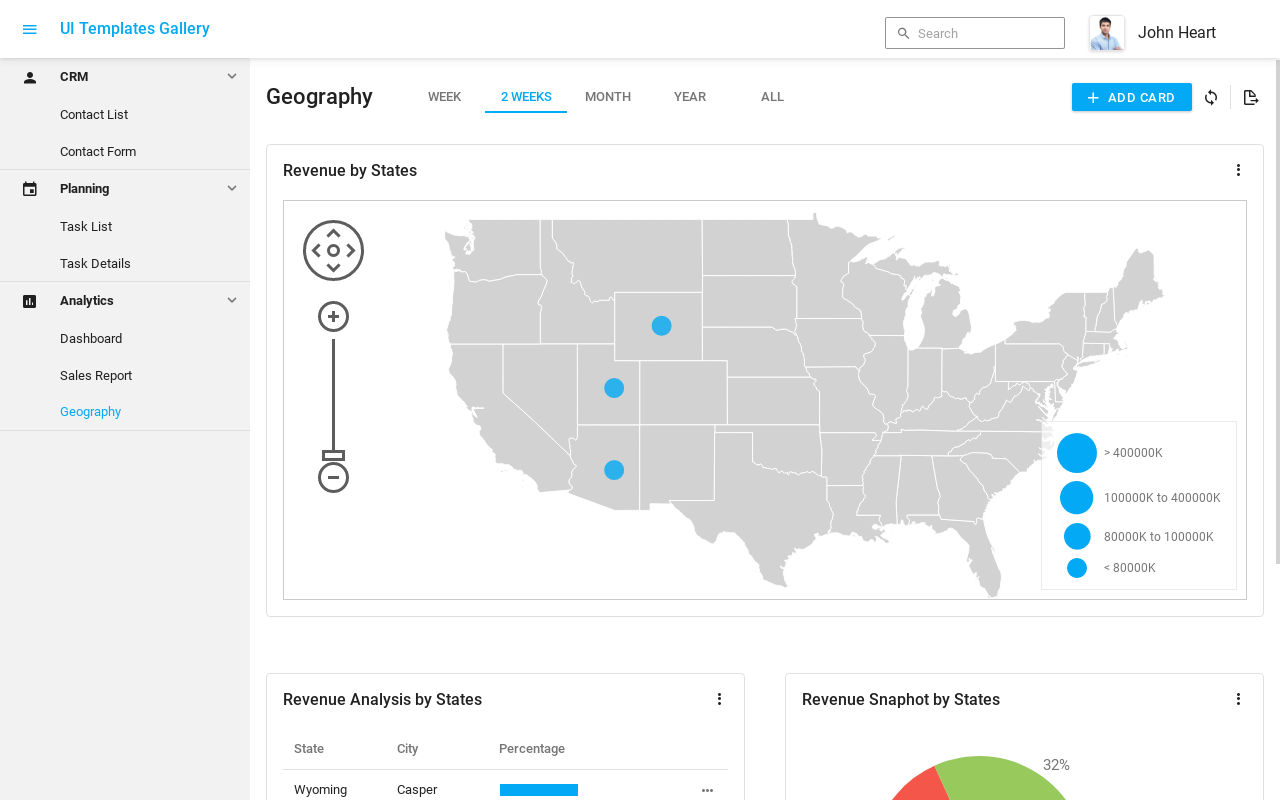 UI Templates Gallery
Search
John Heart
CRM
Contact List
Contact Form
Planning
Task List
Task Details
Analytics
Dashboard
Sales Report
Geography
Geography
WEEK
2 WEEKS
MONTH
YEAR
ALL
ADD CARD
Revenue by States
> 400000K
100000K to 400000K
80000K to 100000K
< 80000K
Revenue Analysis by States
State City Percentage
Wyoming Casper
Revenue Snaphot by States
32%